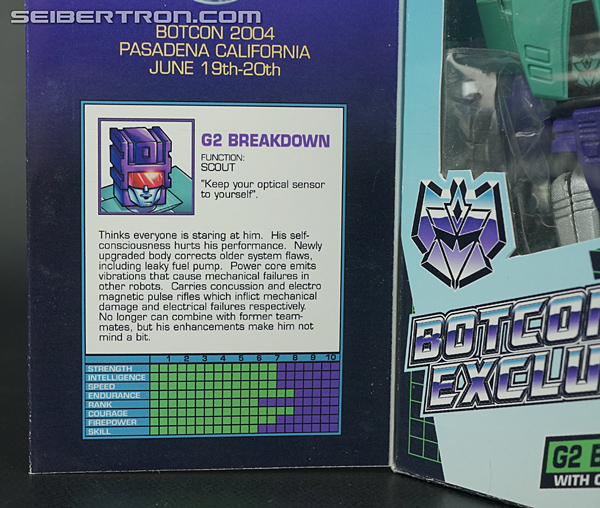 SEIBERTRON.COM
BOTCON 2004
PASADENA CALIFORNIA
JUNE 19th-20th
G2 BREAKDOWN
FUNCTION:
SCOUT
"Keep your optical sensor
to yourself".
Thinks everyone is staring at him. His self-
consciousness hurts his performance. Newly
upgraded body corrects older system flaws,
including leaky fuel pump. Power core emits
vibrations that cause mechanical failures in
other robots. Carries concussion and electro
magnetic pulse rifles which inflict mechanical
damage and electrical failures respectively.
No longer can combine with former team-
mates, but his enhancements make him not
mind a bit.
1 2 3 4 5 6 7 8 9 10
STRENGTH
INTELLIGENCE
SPEED
ENDURANCE
RANK
COURAGE
FIREPOWER
SKILL
BOTCON
EXCLU
G2 B
WITH